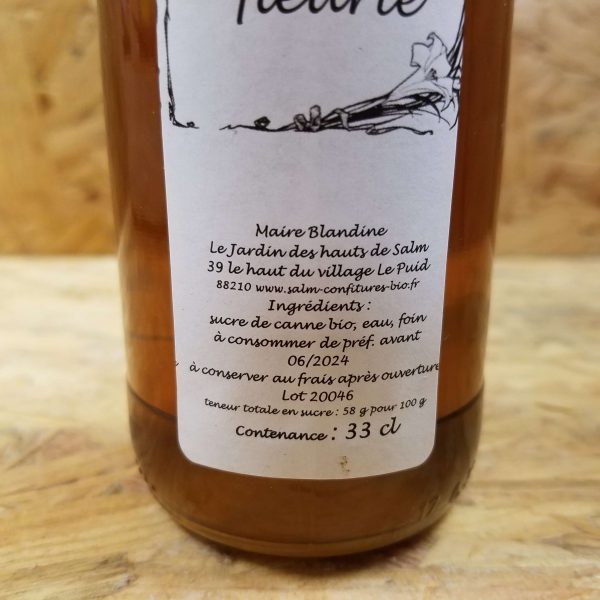 fleurie
Maire Blandine
Le Jardin des hauts de Salm
39 le haut du village Le Puid
88210 www.salm-confitures-bio.fr
Ingrédients :
sucre de canne bio, eau, foin
à consommer de préf. avant
06/2024
à conserver au frais après ouverture
Lot 20046
teneur totale en sucre : 58 g pour 100 g
Contenance : 33 cl